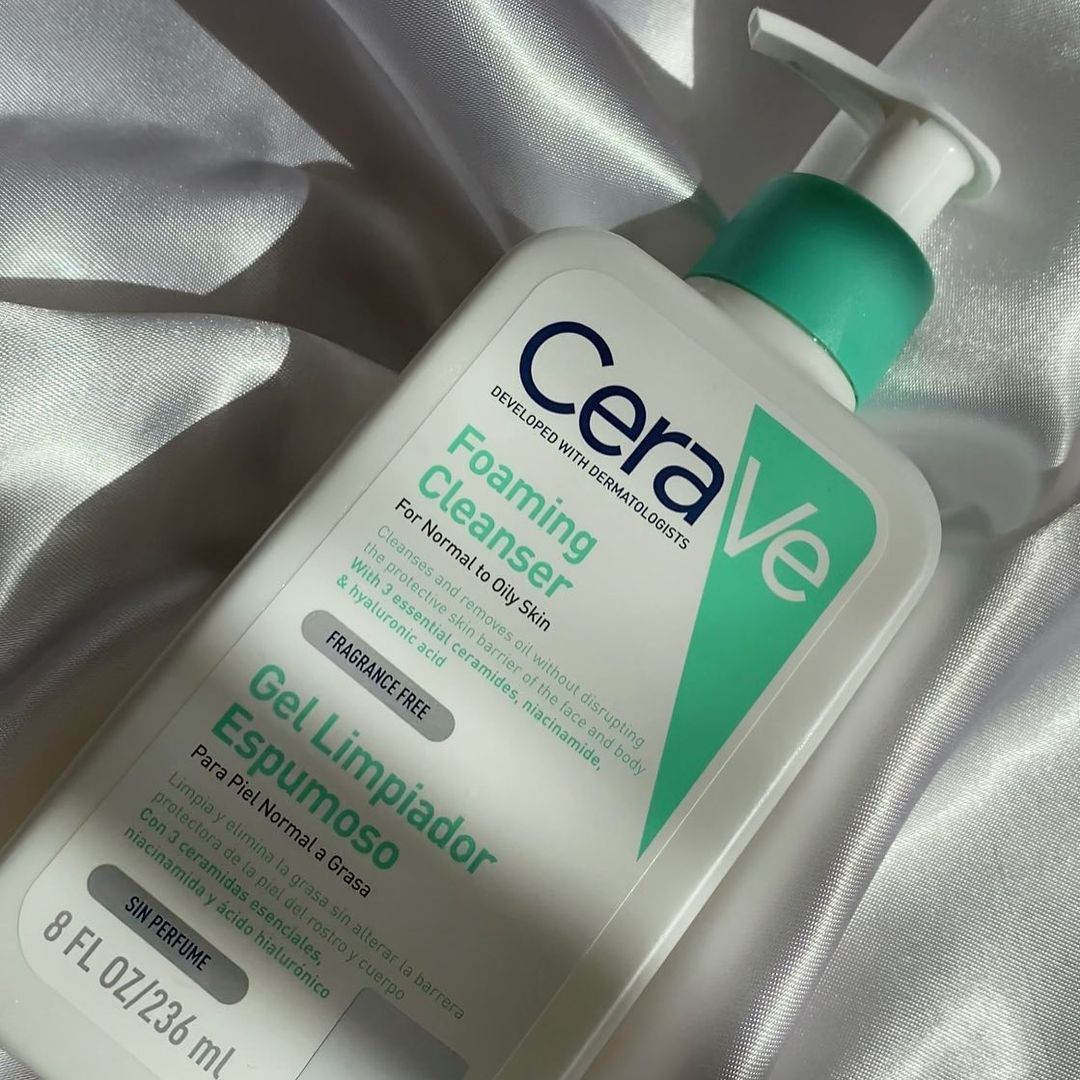 CeraVe
DEVELOPED WITH DERMATOLOGISTS
Foaming
Cleanser
For Normal to Oily Skin
Cleanses and removes oil without disrupting
the protective skin barrier of the face and body
With 3 essential ceramides, niacinamide,
& hyaluronic acid
FRAGRANCE FREE
Gel Limpiador
Espumoso
Para Piel Normal a Grasa
Limpia y elimina la grasa sin alterar la barrera
protectora de la piel del rostro y cuerpo
Con 3 ceramidas esenciales,
niacinamida y ácido hialurónico
SIN PERFUME
8 FL OZ/236 ml